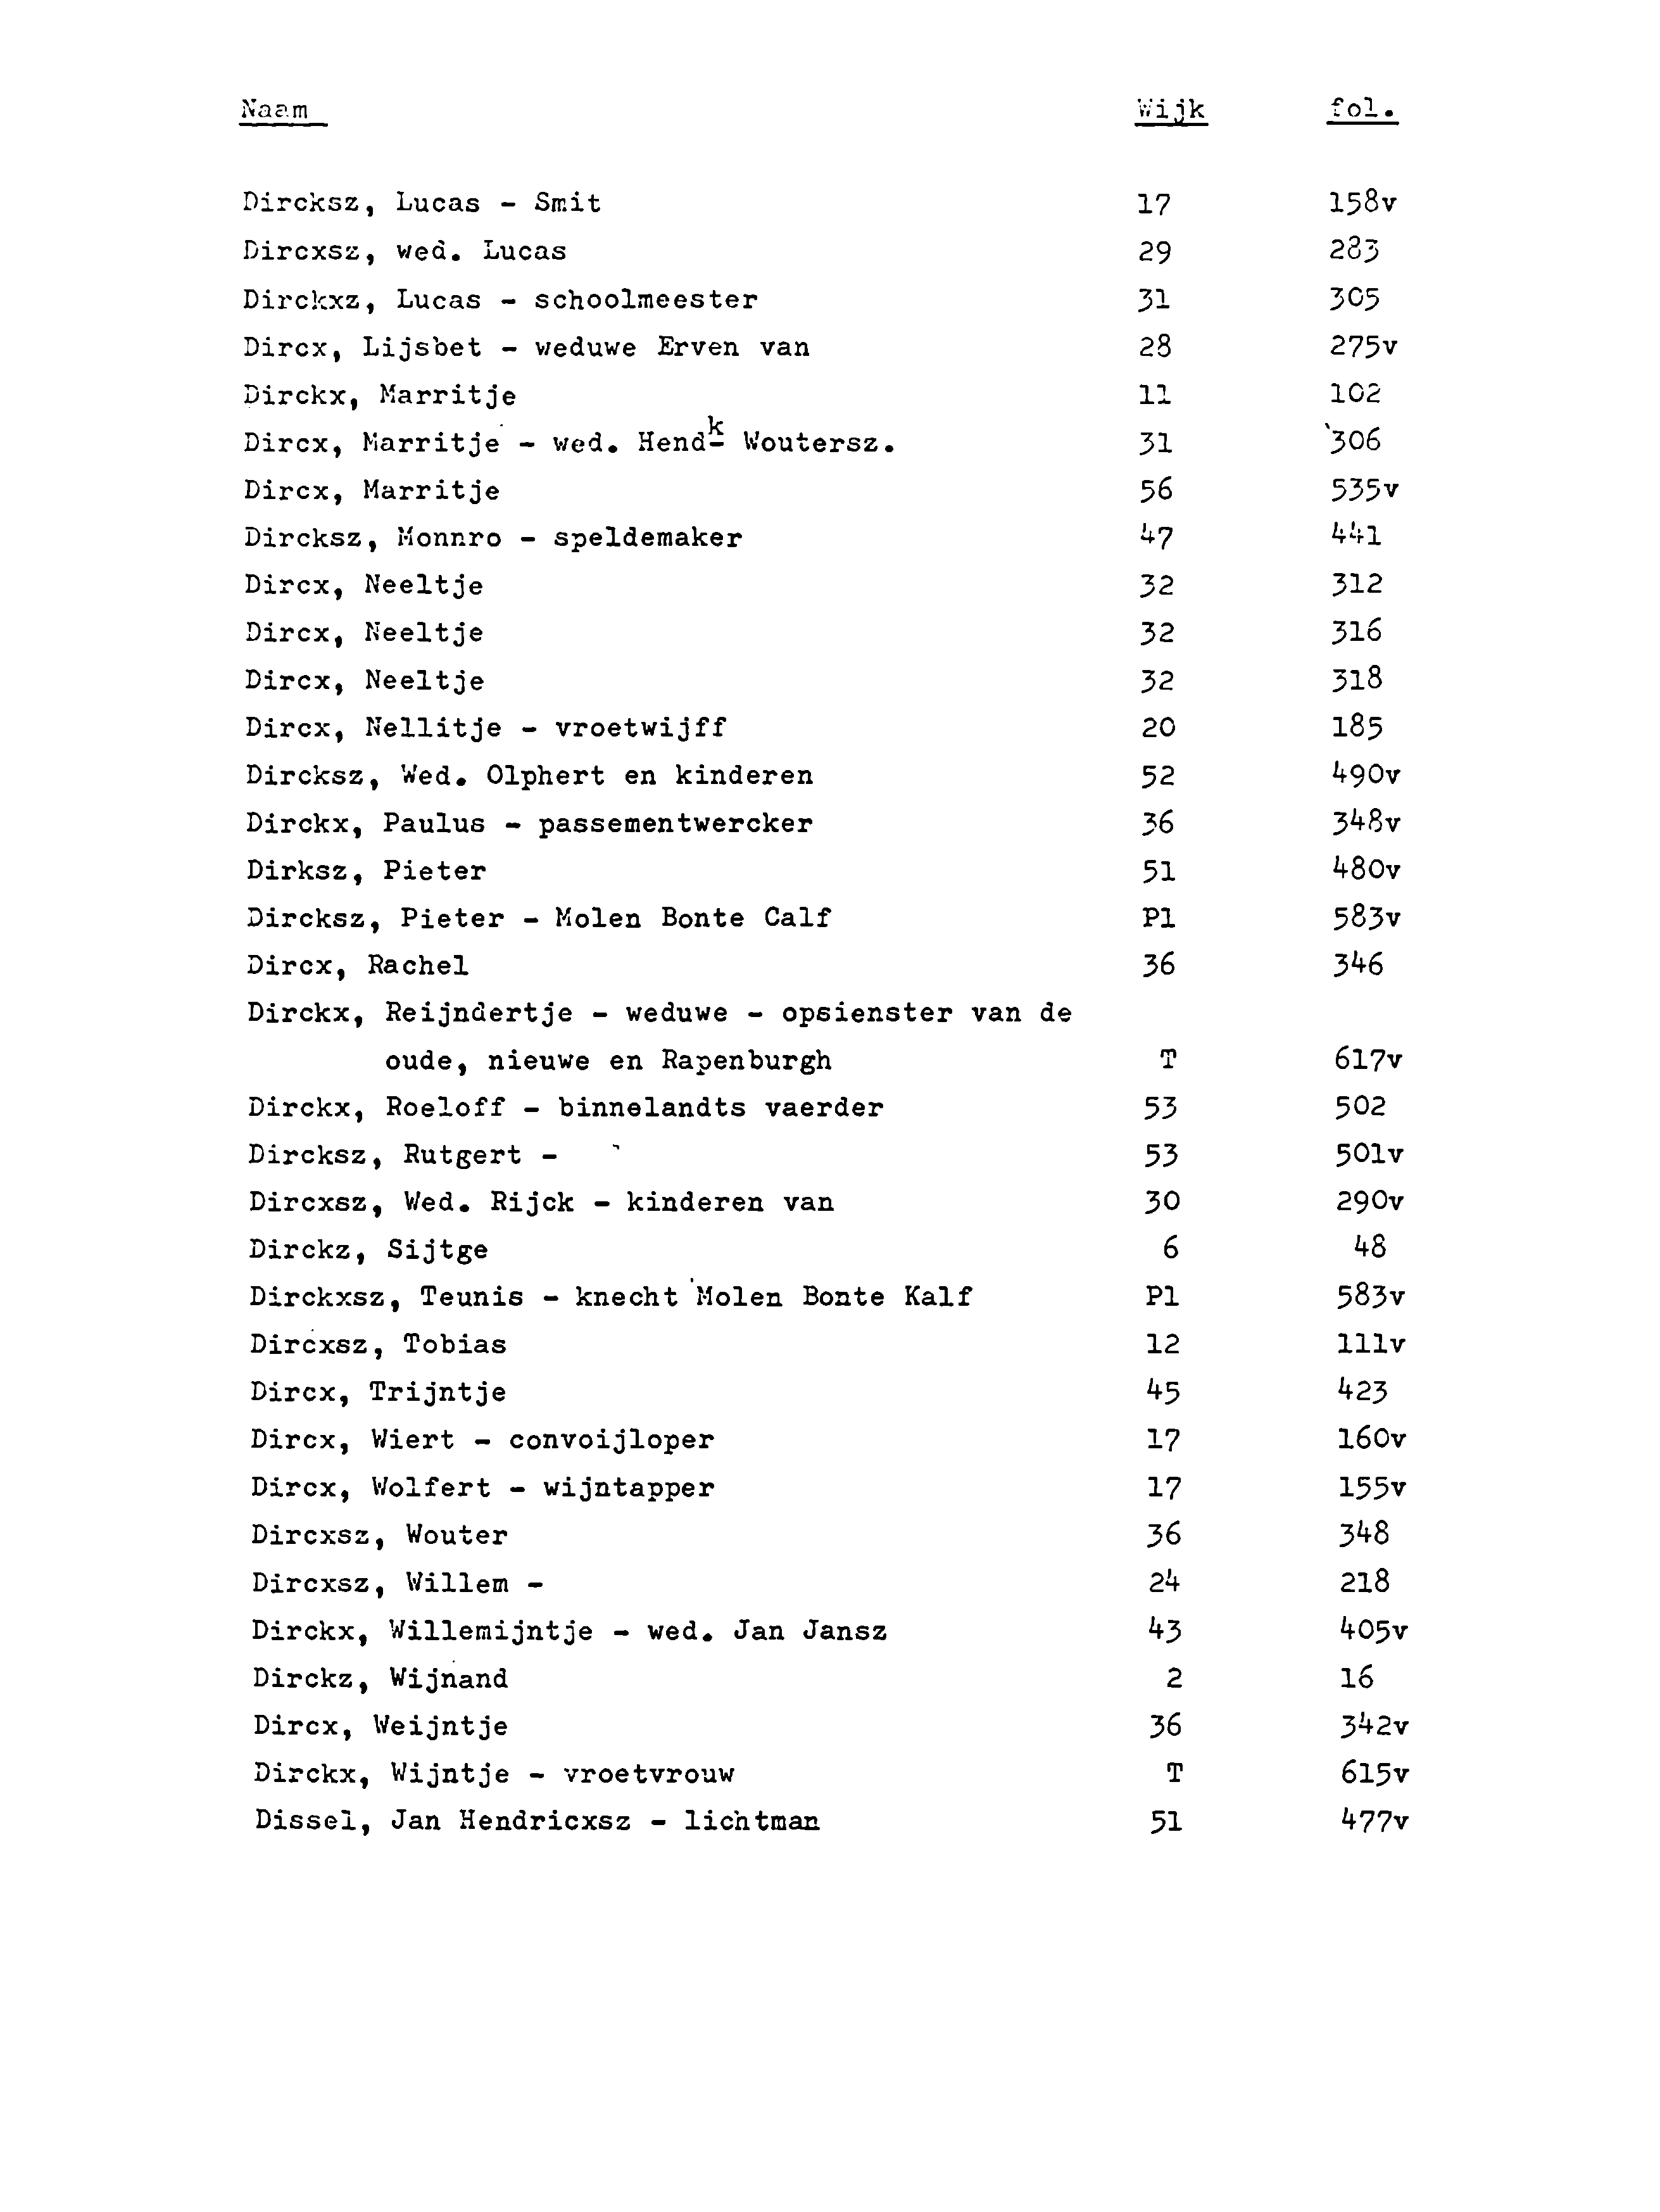 Naam Wijk fol.
Dircksz, Lucas - Smit 17 158v
Dircxsz, wed. Lucas 29 283
Dirckxz, Lucas - schoolmeester 31 305
Dircx, Lijsbet - weduwe Erven van 28 275v
Dirckx, Marritje 11 102
Dircx, Marritje - wed. Hendk Woutersz. 31 306
Dircx, Marritje 56 535v
Dircksz, Monnro - speldemaker 47 441
Dircx, Neeltje 32 312
Dircx, Neeltje 32 316
Dircx, Neeltje 32 318
Dircx, Nellitje - vroetwijff 20 185
Dircksz, Wed. Olphert en kinderen 52 490v
Dirckx, Paulus - passementwercker 36 348v
Dirksz, Pieter 51 480v
Dircksz, Pieter - Molen Bonte Calf Pl 583v
Dircx, Rachel 36 346
Dirckx, Reijndertje - weduwe - opsienster van de
oude, nieuwe en Rapenburgh T 617v
Dirckx, Roeloff - binnelandts vaerder 53 502
Dircksz, Rutgert - 53 501v
Dircxsz, Wed. Rijck - kinderen van 30 290v
Dirckz, Sijtge 6 48
Dirckxsz, Teunis - knecht Molen Bonte Kalf Pl 583v
Dircxsz, Tobias 12 111v
Dircx, Trijntje 45 423
Dircx, Wiert - convoijloper 17 160v
Dircx, Wolfert - wijntapper 17 155v
Dircxsz, Wouter 36 348
Dircxsz, Willem - 24 218
Dirckx, Willemijntje - wed. Jan Jansz 43 405v
Dirckz, Wijnand 2 16
Dircx, Weijntje 36 342v
Dirckx, Wijntje - vroetvrouw T 615v
Dissel, Jan Hendricxsz - lichtman 51 477v